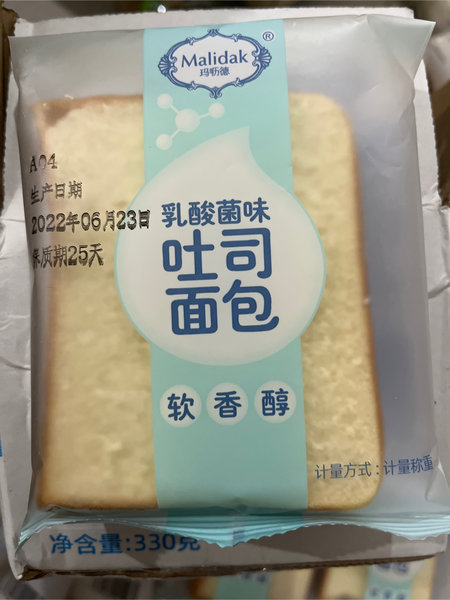 Malidak®
玛呖德
A04
生产日期
2022年06月23日
保质期25天
乳酸菌味
吐司
面包
软香醇
计量方式:计量称重
净含量:330克